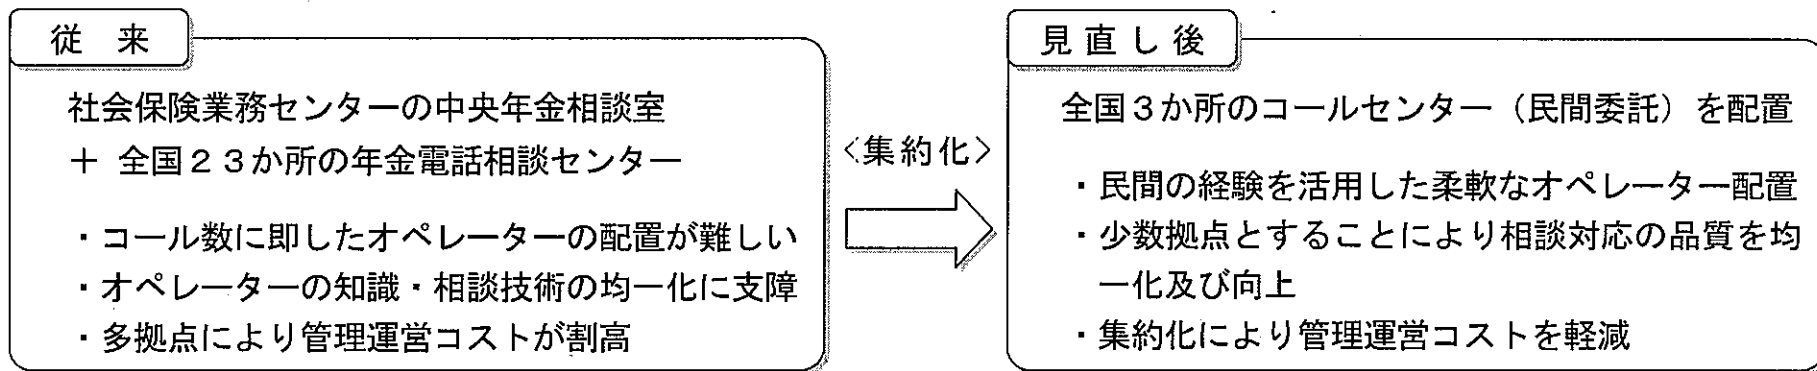 従　来
社会保険業務センターの中央年金相談室
＋ 全国２３か所の年金電話相談センター
・コール数に即したオペレーターの配置が難しい
・オペレーターの知識・相談技術の均一化に支障
・多拠点により管理運営コストが割高
<集約化>
見直し後
全国３か所のコールセンター（民間委託）を配置
・民間の経験を活用した柔軟なオペレーター配置
・少数拠点とすることにより相談対応の品質を均
一化及び向上
・集約化により管理運営コストを軽減